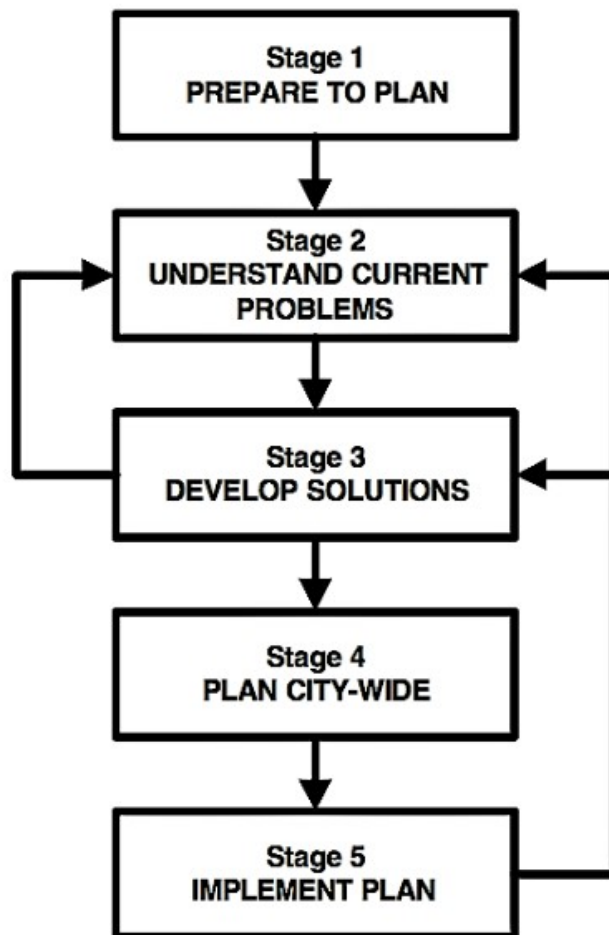 Stage 1
PREPARE TO PLAN
Stage 2
UNDERSTAND CURRENT
PROBLEMS
Stage 3
DEVELOP SOLUTIONS
Stage 4
PLAN CITY-WIDE
Stage 5
IMPLEMENT PLAN